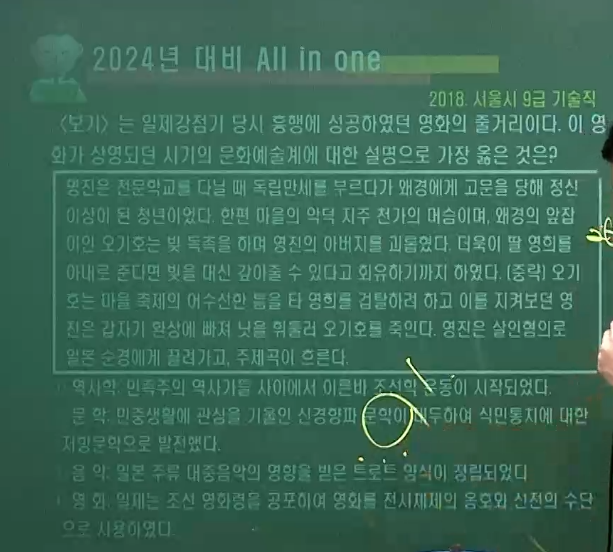 2024년 대비 All in one
2018. 서울시 9급 기술직
〈보기〉는 일제강점기 당시 흥행에 성공하였던 영화의 줄거리이다. 이 영
화가 상영되던 시기의 문화예술계에 대한 설명으로 가장 옳은 것은?
영진은 전문학교를 다닐 때 독립만세를 부르다가 왜경에게 고문을 당해 정신
이상이 된 청년이었다. 한편 마을의 악덕 지주 천가의 머슴이며, 왜경의 앞잡
이인 오기호는 빚 독촉을 하며 영진의 아버지를 괴롭혔다. 더욱이 딸 영희를
아내로 준다면 빚을 대신 갚아줄 수 있다고 회유하기까지 하였다. (중략) 오기
호는 마을 축제의 어수선한 틈을 타 영희를 겁탈하려 하고 이를 지켜보던 영
진은 갑자기 환상에 빠져 낫을 휘둘러 오기호를 죽인다. 영진은 살인혐의로
일본 순경에게 끌려가고, 주제곡이 흐른다.
역사학: 민족주의 역사가들 사이에서 이른바 조선학 운동이 시작되었다.
문 학: 민중생활에 관심을 기울인 신경향파 문학이 대두하여 식민통치에 대한
저항문학으로 발전했다.
음 악: 일본 주류 대중음악의 영향을 받은 트로트 양식이 정립되었다
영 화: 일제는 조선 영화령을 공포하여 영화를 전시체제의 옹호와 선전의 수단
으로 사용하였다.
26